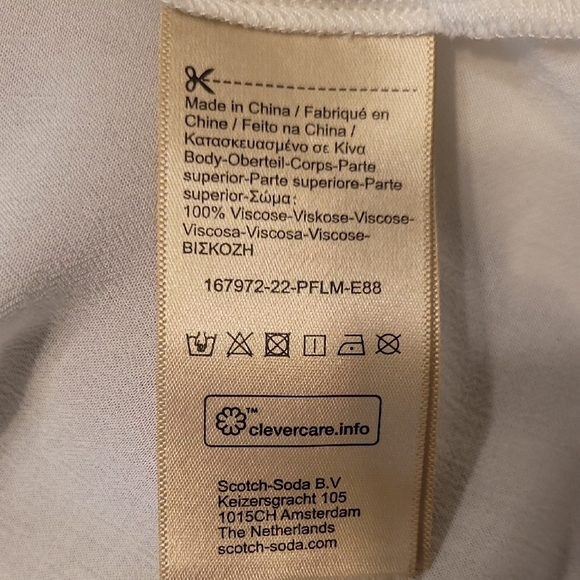 Made in China / Fabriqué en
Chine / Feito na China /
Κατασκευασμένο σε Κίνα
Body-Oberteil-Corps-Parte
superior-Parte superiore-Parte
superior-Σώμα:
100% Viscose-Viskose-Viscose-
Viscosa-Viscosa-Viscose-
ΒΙΣΚΟΖΗ
167972-22-PFLM-E88
™
clevercare.info
Scotch-Soda B.V
Keizersgracht 105
1015CH Amsterdam
The Netherlands
scotch-soda.com